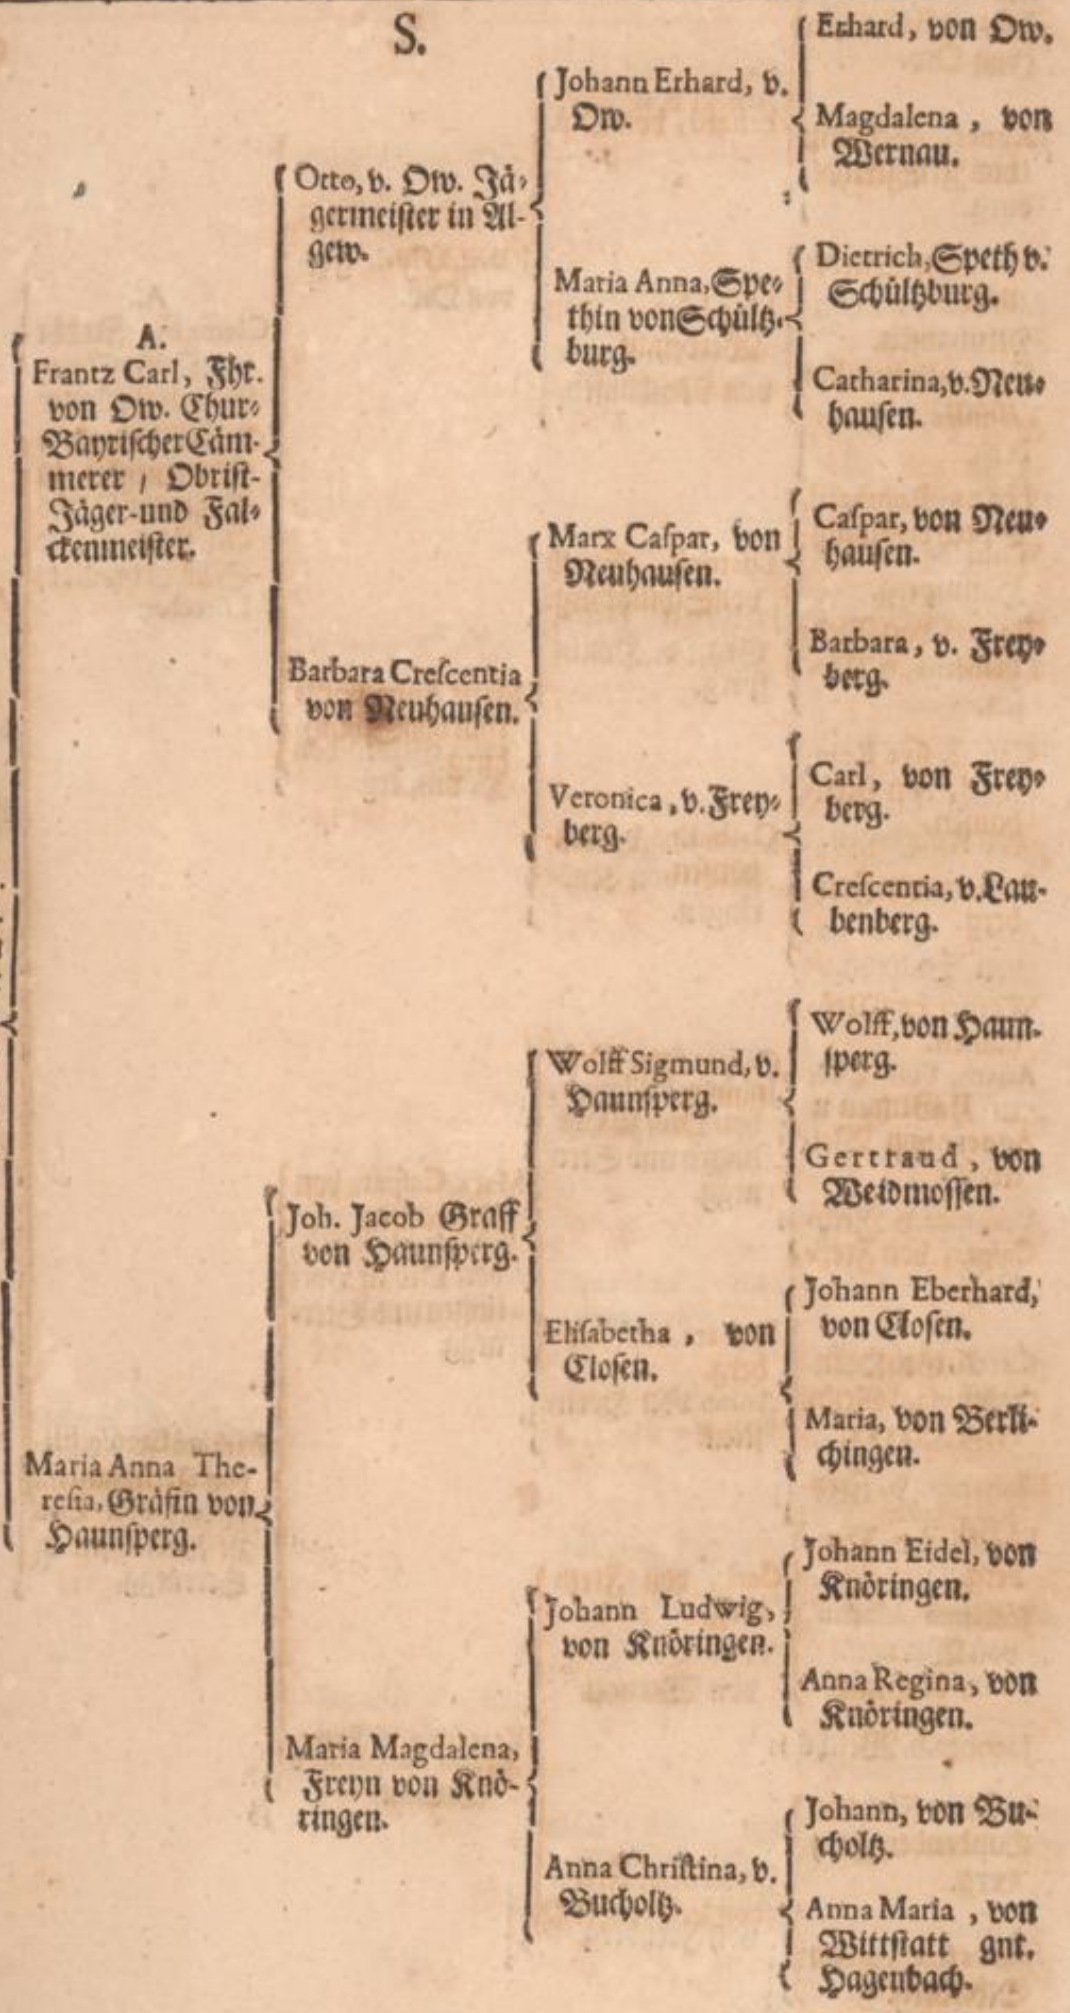 S.
A.
Frantz Carl, Fhr.
von Ow. Chur-
Bayrischer Cäm-
merer / Obrist-
Jäger-und Fal-
ckenmeister.
Maria Anna The-
resia, Gräfin von
Haunsperg.
Otto, v. Ow. Jä-
germeister in Al-
gew.
Barbara Crescentia
von Neuhausen.
Joh. Jacob Graff
von Haunsperg.
Maria Magdalena,
Freyn von Knö-
ringen.
Johann Erhard, v.
Ow.
Maria Anna, Spe-
thin von Schültz-
burg.
Marx Caspar, von
Neuhausen.
Veronica, v. Frey-
berg.
Wolff Sigmund, v.
Haunsperg.
Elisabetha, von
Closen.
Johann Ludwig,
von Knöringen.
Anna Christina, v.
Bucholtz.
Erhard, von Ow.
Magdalena, von
Wernau.
Dietrich, Speth v.
Schültzburg.
Catharina, v. Neu-
hausen.
Caspar, von Neu-
hausen.
Barbara, v. Frey-
berg.
Carl, von Frey-
berg.
Crescentia, v. Lau-
benberg.
Wolff, von Haun-
sperg.
Gertraud, von
Weidmossen.
Johann Eberhard,
von Closen.
Maria, von Berli-
chingen.
Johann Eidel, von
Knöringen.
Anna Regina, von
Knöringen.
Johann, von Bu-
choltz.
Anna Maria, von
Wittstatt gnt.
Hagenbach.